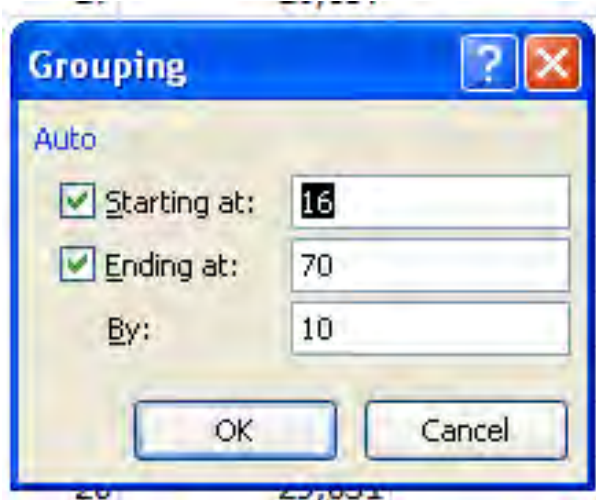 Grouping
Auto
Starting at: 16
Ending at: 70
By: 10
OK Cancel